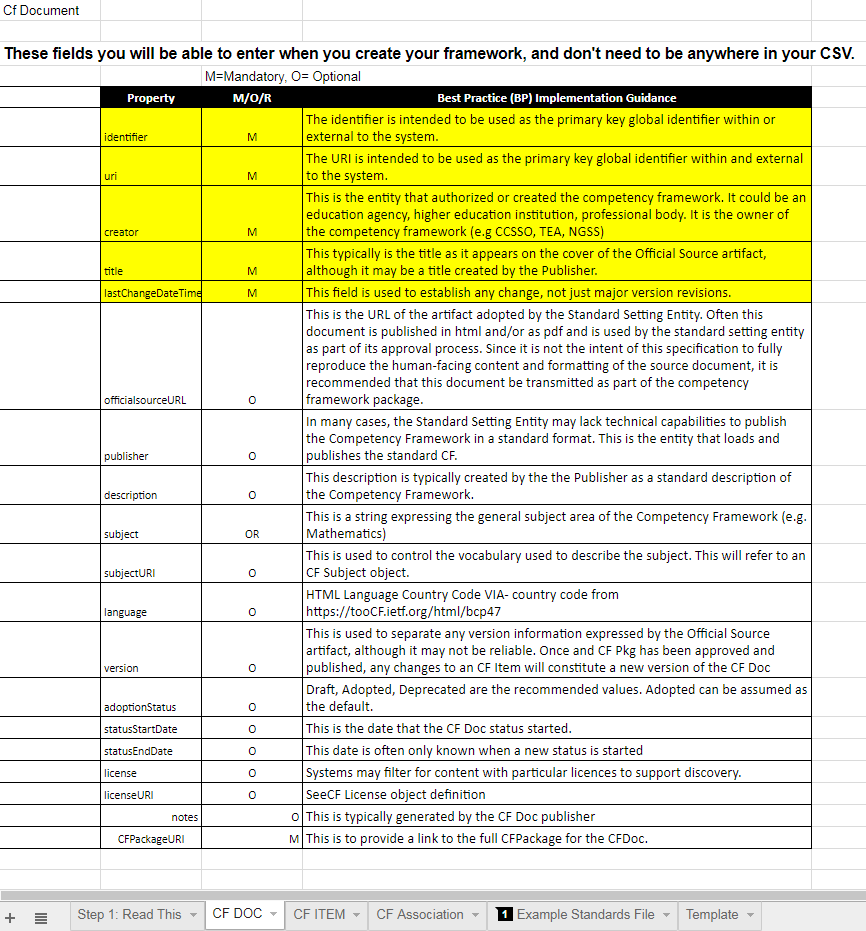 Cf Document
These fields you will be able to enter when you create your framework, and don't need to be anywhere in your CSV.
M=Mandatory, O= Optional
Property M/O/R Best Practice (BP) Implementation Guidance
The identifier is intended to be used as the primary key global identifier within or
identifier M external to the system.
The URI is intended to be used as the primary key global identifier within and external
uri M to the system.
This is the entity that authorized or created the competency framework. It could be an
education agency, higher education institution, professional body. It is the owner of
creator M the competency framework (e.g CCSSO, TEA, NGSS)
This typically is the title as it appears on the cover of the Official Source artifact,
title M although it may be a title created by the Publisher.
lastChangeDateTime M This field is used to establish any change, not just major version revisions.
This is the URL of the artifact adopted by the Standard Setting Entity. Often this
document is published in html and/or as pdf and is used by the standard setting entity
as part of its approval process. Since it is not the intent of this specification to fully
reproduce the human-facing content and formatting of the source document, it is
recommended that this document be transmitted as part of the competency
officialsourceURL O framework package.
In many cases, the Standard Setting Entity may lack technical capabilities to publish
the Competency Framework in a standard format. This is the entity that loads and
publisher O publishes the standard CF.
This description is typically created by the the Publisher as a standard description of
description O the Competency Framework.
This is a string expressing the general subject area of the Competency Framework (e.g.
subject OR Mathematics)
This is used to control the vocabulary used to describe the subject. This will refer to an
subjectURI O CF Subject object.
HTML Language Country Code VIA- country code from
language O https://tooCF.ietf.org/html/bcp47
This is used to separate any version information expressed by the Official Source
artifact, although it may not be reliable. Once and CF Pkg has been approved and
version O published, any changes to an CF Item will constitute a new version of the CF Doc
Draft, Adopted, Deprecated are the recommended values. Adopted can be assumed as
adoptionStatus O the default.
statusStartDate O This is the date that the CF Doc status started.
statusEndDate O This date is often only known when a new status is started
license O Systems may filter for content with particular licences to support discovery.
licenseURI O SeeCF License object definition
notes O This is typically generated by the CF Doc publisher
CFPackageURI M This is to provide a link to the full CFPackage for the CFDoc.
Step 1: Read This CF DOC CF ITEM CF Association 1 Example Standards File Template